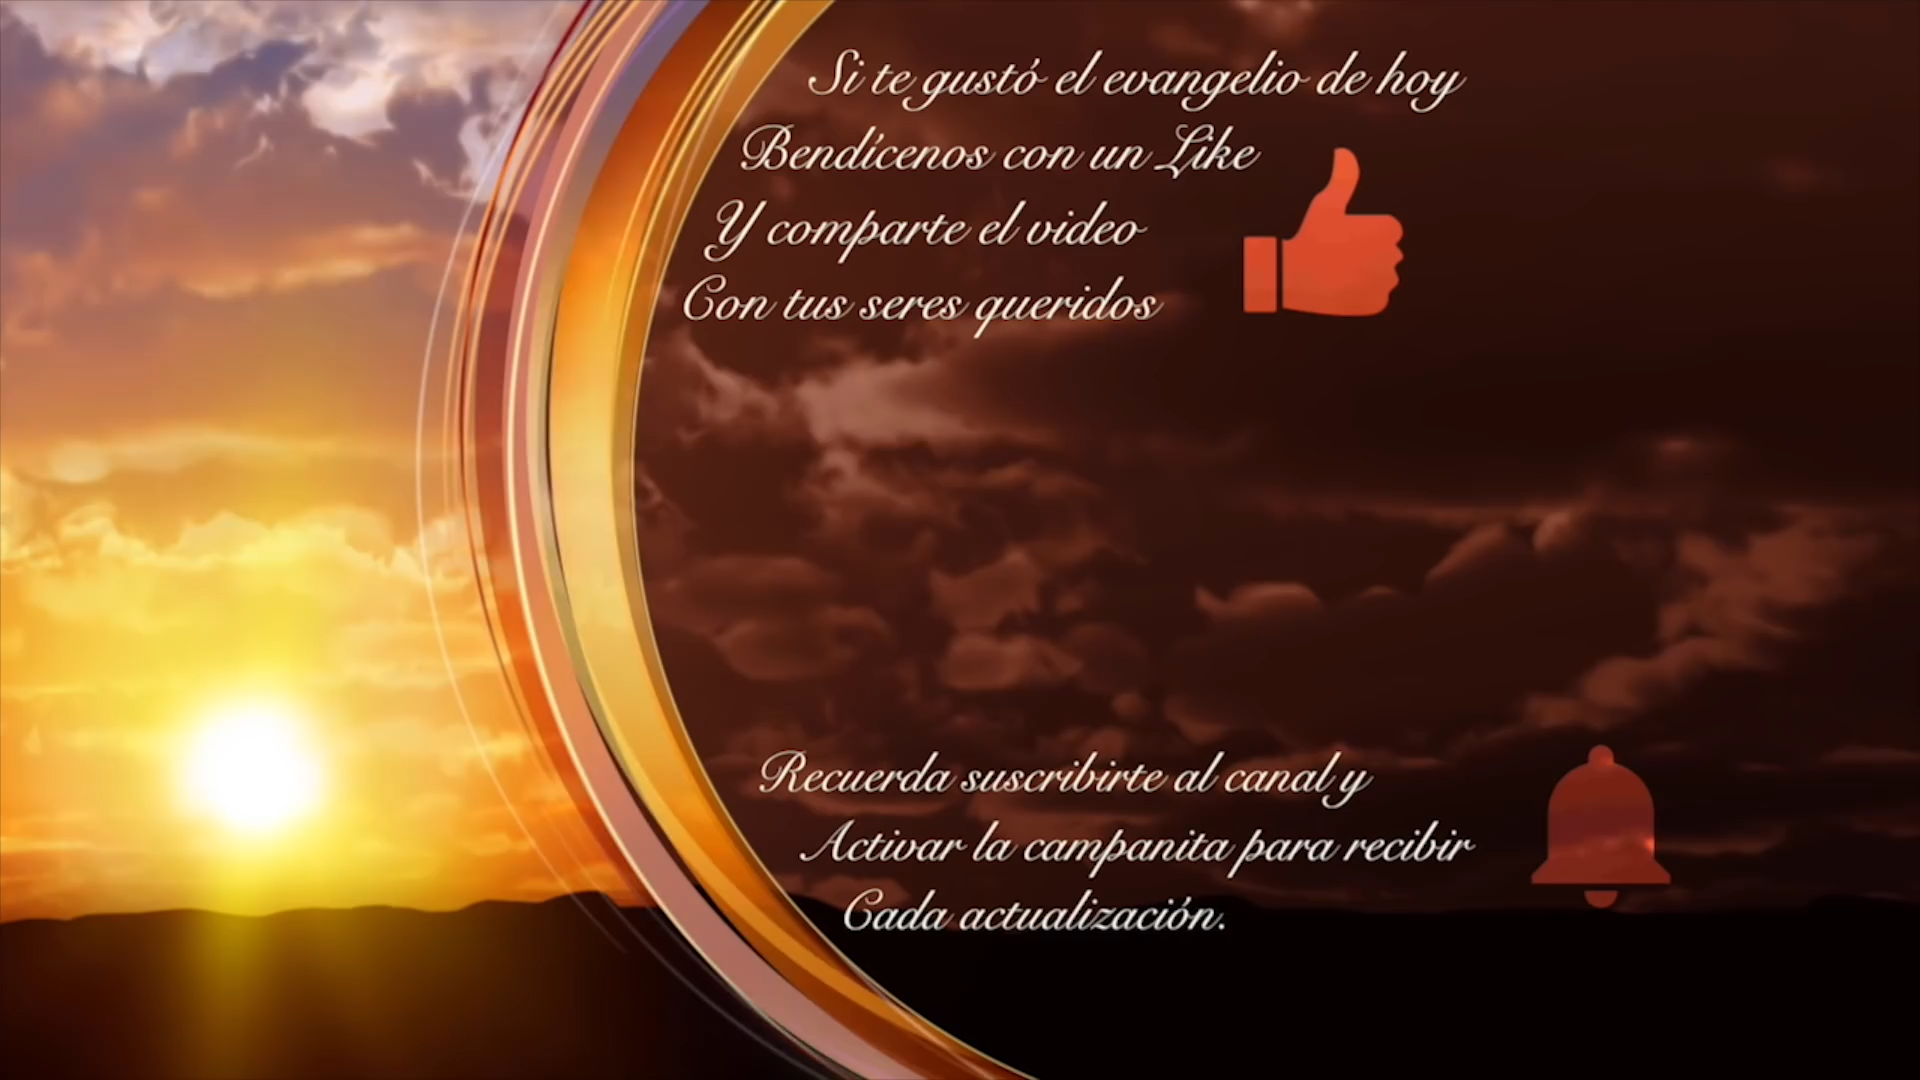 Si te gustó el evangelio de hoy
Bendícenos con un Like
Y comparte el video
Con tus seres queridos
Recuerda suscribirte al canal y
Activar la campanita para recibir
Cada actualización.